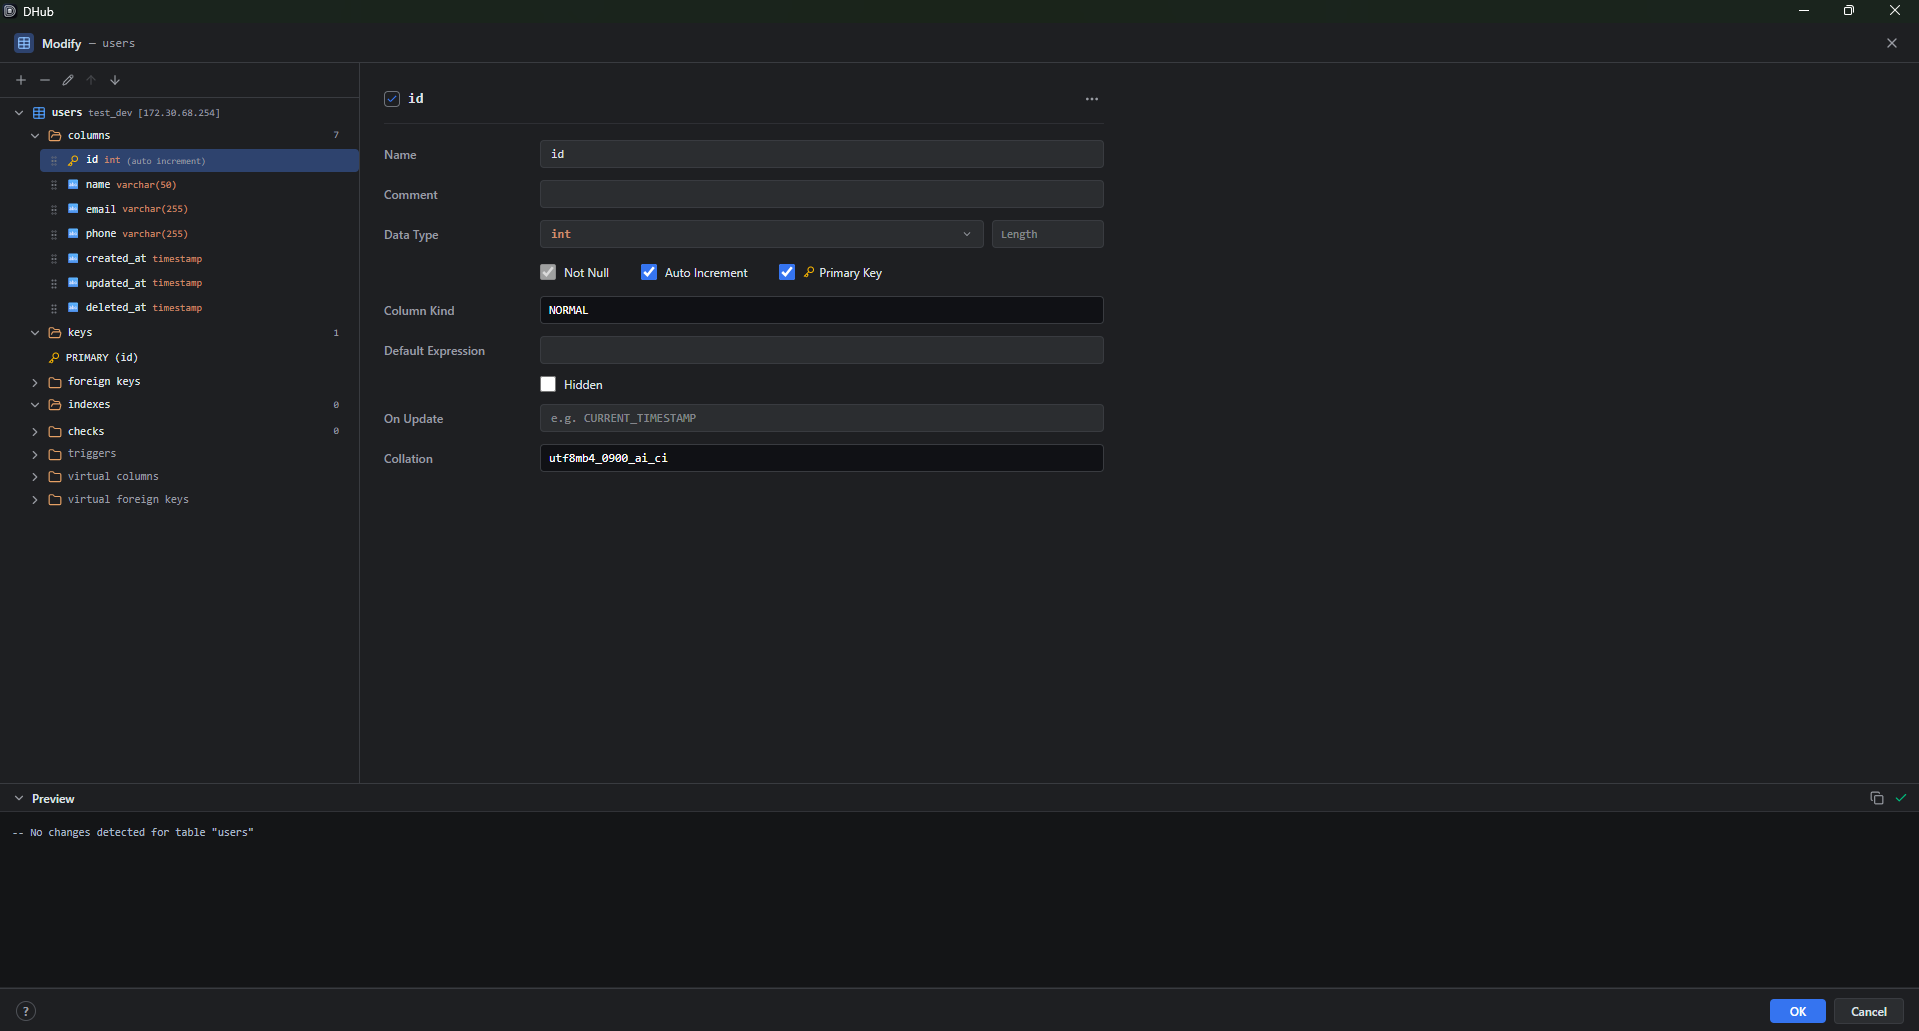 DHub
Modify – users
users test_dev [172.30.68.254]
columns 7
id int (auto increment)
name varchar(50)
email varchar(255)
phone varchar(255)
created_at timestamp
updated_at timestamp
deleted_at timestamp
keys 1
PRIMARY (id)
foreign keys
indexes 0
checks 0
triggers
virtual columns
virtual foreign keys
id
Name id
Comment
Data Type int Length
Not Null Auto Increment Primary Key
Column Kind NORMAL
Default Expression
Hidden
On Update e.g. CURRENT_TIMESTAMP
Collation utf8mb4_0900_ai_ci
Preview
-- No changes detected for table "users"
? OK Cancel